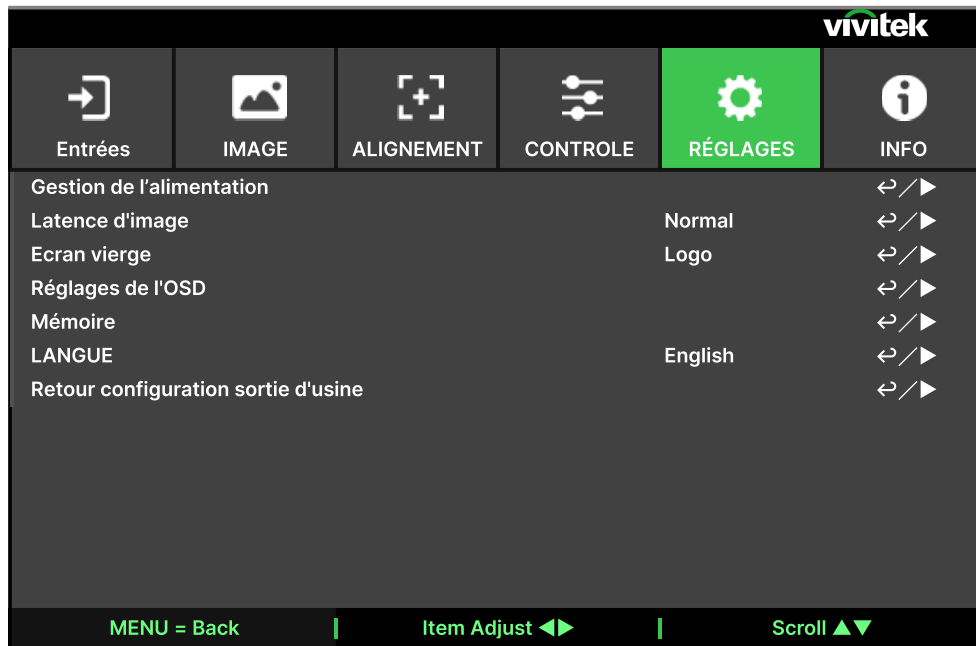 vivitek
Entrées IMAGE ALIGNEMENT CONTROLE RÉGLAGES INFO
Gestion de l’alimentation
Latence d'image Normal
Ecran vierge Logo
Réglages de l'OSD
Mémoire
LANGUE English
Retour configuration sortie d'usine
MENU = Back | Item Adjust ◀▶ | Scroll ▲▼